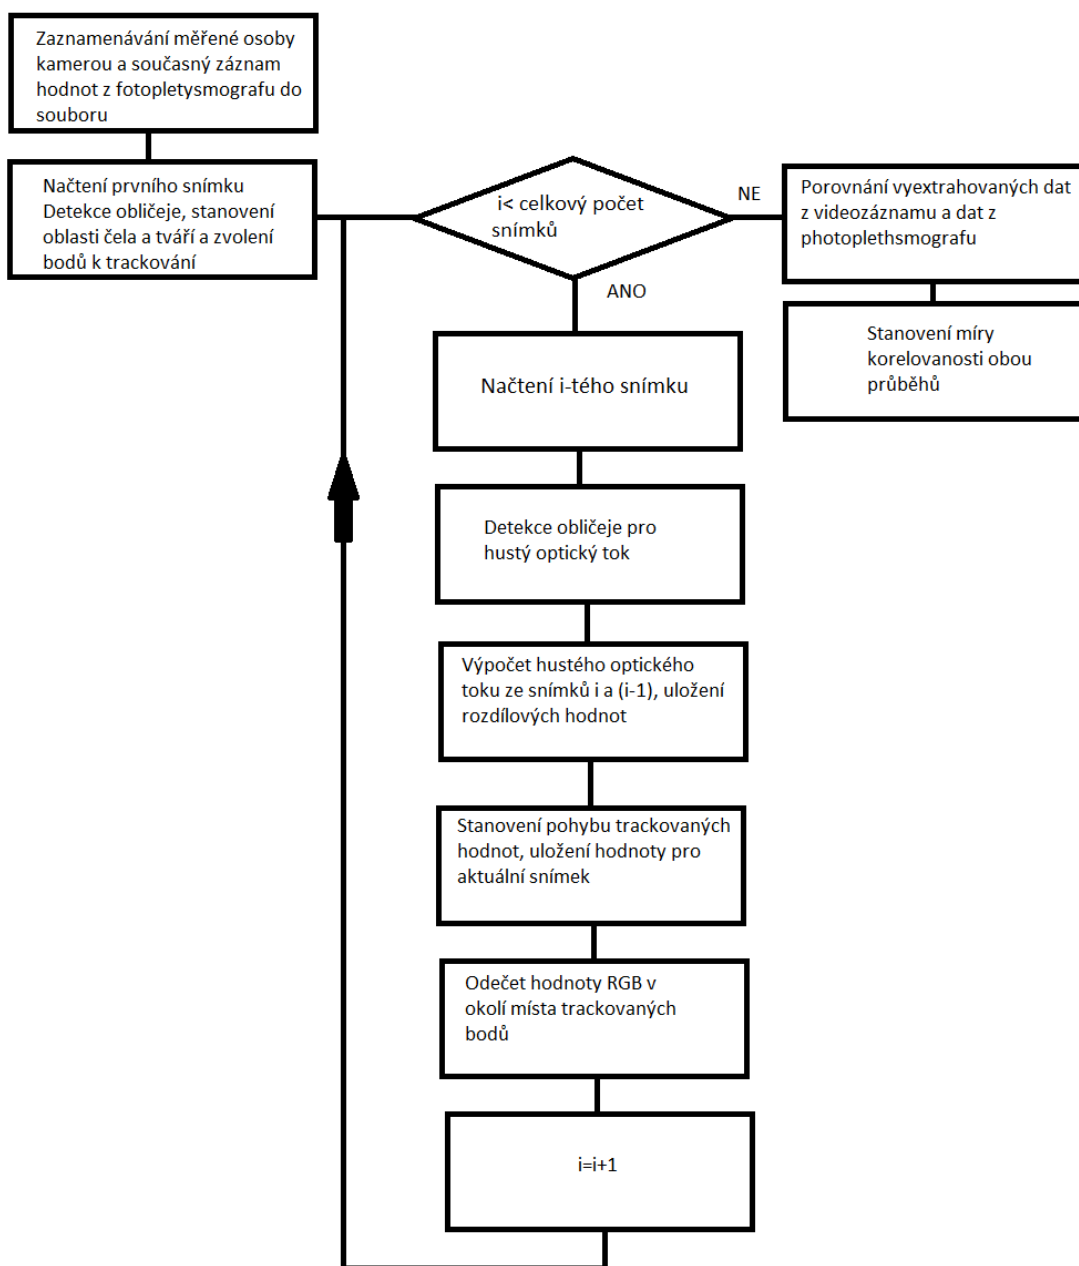 Zaznamenávání měřené osoby
kamerou a současný záznam
hodnot z fotopletysmografu do
souboru
Načtení prvního snímku
Detekce obličeje, stanovení
oblasti čela a tváří a zvolení
bodů k trackování
i< celkový počet
snímků
NE
ANO
Porovnání vyextrahovaných dat
z videozáznamu a dat z
photoplethsmografu
Stanovení míry
korelovanosti obou
průběhů
Načtení i-tého snímku
Detekce obličeje pro
hustý optický tok
Výpočet hustého optického
toku ze snímků i a (i-1), uložení
rozdílových hodnot
Stanovení pohybu trackovaných
hodnot, uložení hodnoty pro
aktuální snímek
Odečet hodnoty RGB v
okolí místa trackovaných
bodů
i=i+1